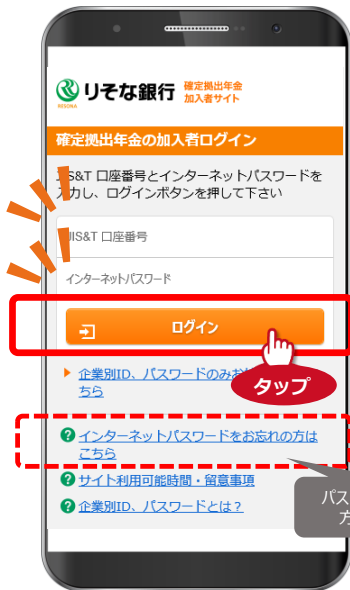 りそな銀行 確定拠出年金
RESONA 加入者サイト
確定拠出年金の加入者ログイン
JIS&T 口座番号とインターネットパスワードを
入力し、ログインボタンを押して下さい
JIS&T 口座番号
インターネットパスワード
ログイン
企業別ID、パスワードのみお
ちら
タップ
インターネットパスワードをお忘れの方は
こちら
サイト利用可能時間・留意事項
企業別ID、パスワードとは？
パス
方